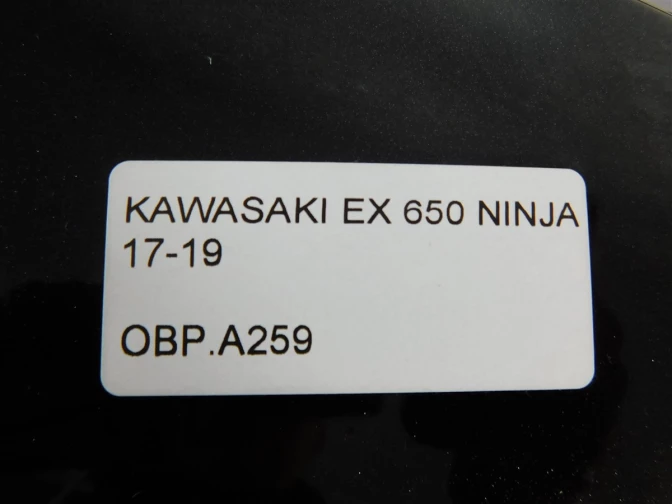 KAWASAKI EX 650 NINJA
17-19
OBP.A259